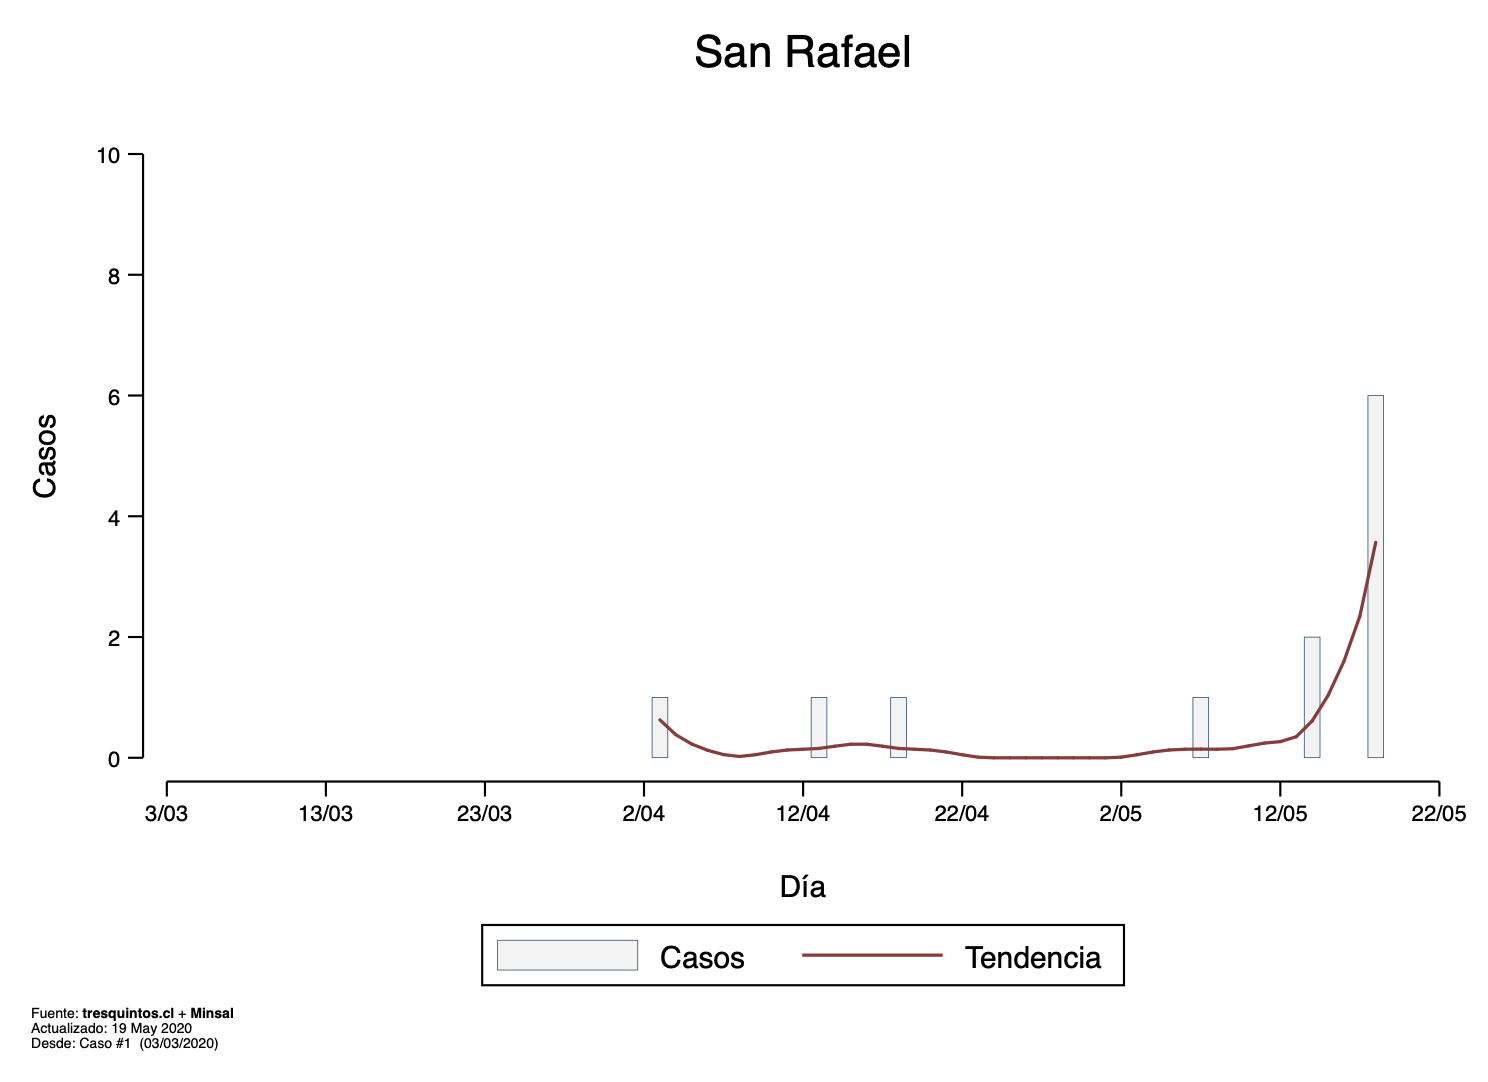 San Rafael
10
8
6
4
2
0
Casos
3/03 13/03 23/03 2/04 12/04 22/04 2/05 12/05 22/05
Día
Casos Tendencia
Fuente: tresquintos.cl + Minsal
Actualizado: 19 May 2020
Desde: Caso #1 (03/03/2020)